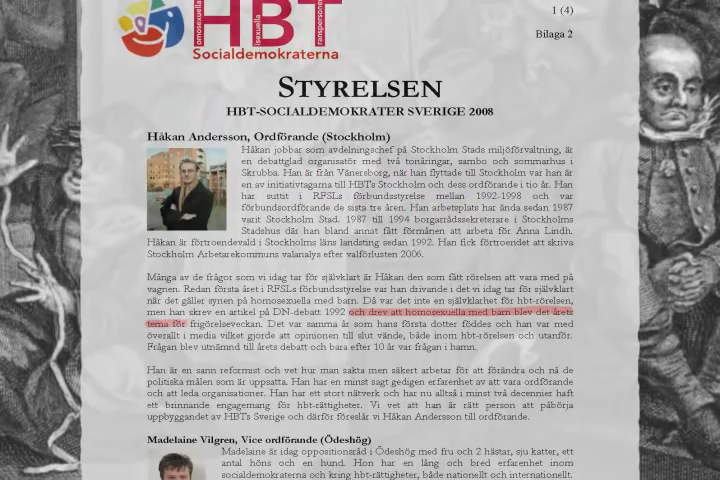 HBT
omosexuella
isexuella
ranspersoner
Socialdemokraterna
1 (4)
Bilaga 2
STYRELSEN
HBT-SOCIALDEMOKRATER SVERIGE 2008
Håkan Andersson, Ordförande (Stockholm)
Håkan jobbar som avdelningschef på Stockholm Stads miljöförvaltning, är
en debattglad organisatör med två tonåringar, sambo och sommarhus i
Skrubba. Han är från Vänersborg, när han flyttade till Stockholm var han är
en av initiativtagarna till HBTs Stockholm och dess ordförande i tio år. Han
har suttit i RFSLs förbundsstyrelse mellan 1992-1998 och var
förbundsordförande de sista tre åren. Han arbetsplats har ända sedan 1987
varit Stockholm Stad. 1987 till 1994 borgarrådssekreterare i Stockholms
Stadshus där han bland annat fått förmånen att arbeta för Anna Lindh.
Håkan är förtroendevald i Stockholms läns landsting sedan 1992. Han fick förtroendet att skriva
Stockholm Arbetarekommuns valanalys efter valförlusten 2006.
Många av de frågor som vi idag tar för självklart är Håkan den som fått rörelsen att vara med på
vagnen. Redan första året i RFSLs förbundsstyrelse var han drivande i det vi idag tar för självklart
när det gäller synen på homosexuella med barn. Då var det inte en självklarhet för hbt-rörelsen,
men han skrev en artikel på DN-debatt 1992 och drev att homosexuella med barn blev det årets
tema för frigörelseveckan. Det var samma år som hans första dotter föddes och han var med
överallt i media vilket gjorde att opinionen till slut vände, både inom hbt-rörelsen och utanför.
Frågan blev utnämnd till årets debatt och bara efter 10 år var frågan i hamn.
Han är en sann reformist och vet hur man sakta men säkert arbetar för att förändra och nå de
politiska målen som är uppsatta. Han har en minst sagt gedigen erfarenhet av att vara ordförande
och att leda organisationer. Han har ett stort nätverk och har nu alltså i minst två decennier haft
ett brinnande engagemang för hbt-rättigheter. Vi vet att han är rätt person att påbörja
uppbyggandet av HBTs Sverige och därför föreslår vi Håkan Andersson till ordförande.
Madelaine Vilgren, Vice ordförande (Ödeshög)
Madelaine är idag oppositionsråd i Ödeshög med fru och 2 hästar, sju katter, ett
antal höns och en hund. Hon har en lång och bred erfarenhet inom
socialdemokraterna och kring hbt-rättigheter, både nationellt och internationellt.